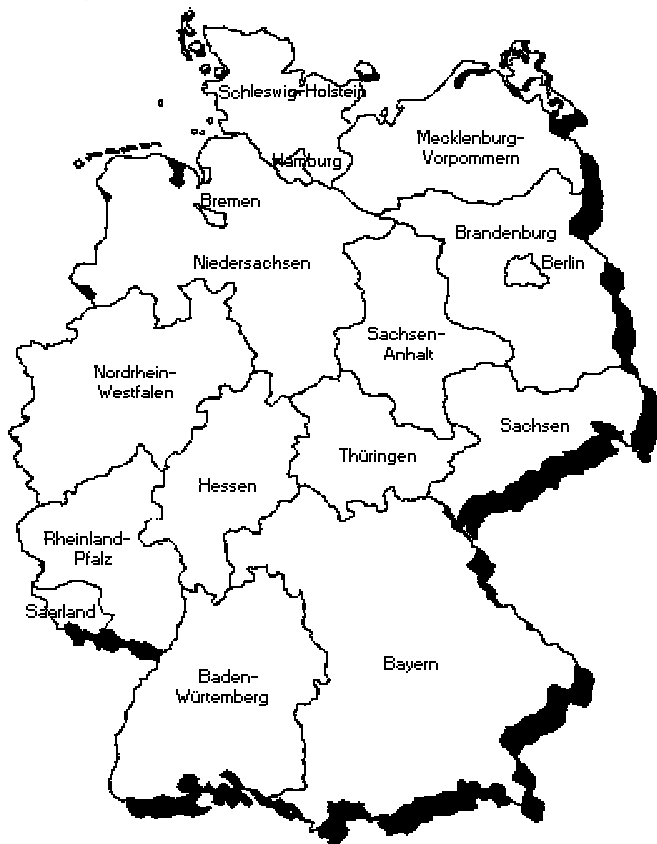 Schleswig-Holstein
Mecklenburg-
Vorpommern
Hamburg
Bremen
Brandenburg
Berlin
Niedersachsen
Sachsen-
Anhalt
Nordrhein-
Westfalen
Sachsen
Thüringen
Hessen
Rheinland-
Pfalz
Saarland
Bayern
Baden-
Würtemberg